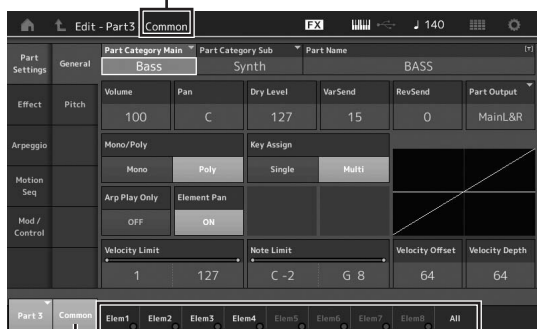 Edit - Part3 Common FX 140
Part Settings General Part Category Main Part Category Sub Part Name
Bass Synth BASS
Effect Pitch Volume Pan Dry Level VarSend RevSend Part Output
100 C 127 15 0 MainL&R
Arpeggio Mono/Poly Key Assign
Mono Poly Single Multi
Motion Seq Arp Play Only Element Pan
OFF ON
Mod / Control
Velocity Limit Note Limit Velocity Offset Velocity Depth
1 127 C -2 G 8 64 64
Part 3 Common Elem1 Elem2 Elem3 Elem4 Elem5 Elem6 Elem7 Elem8 All